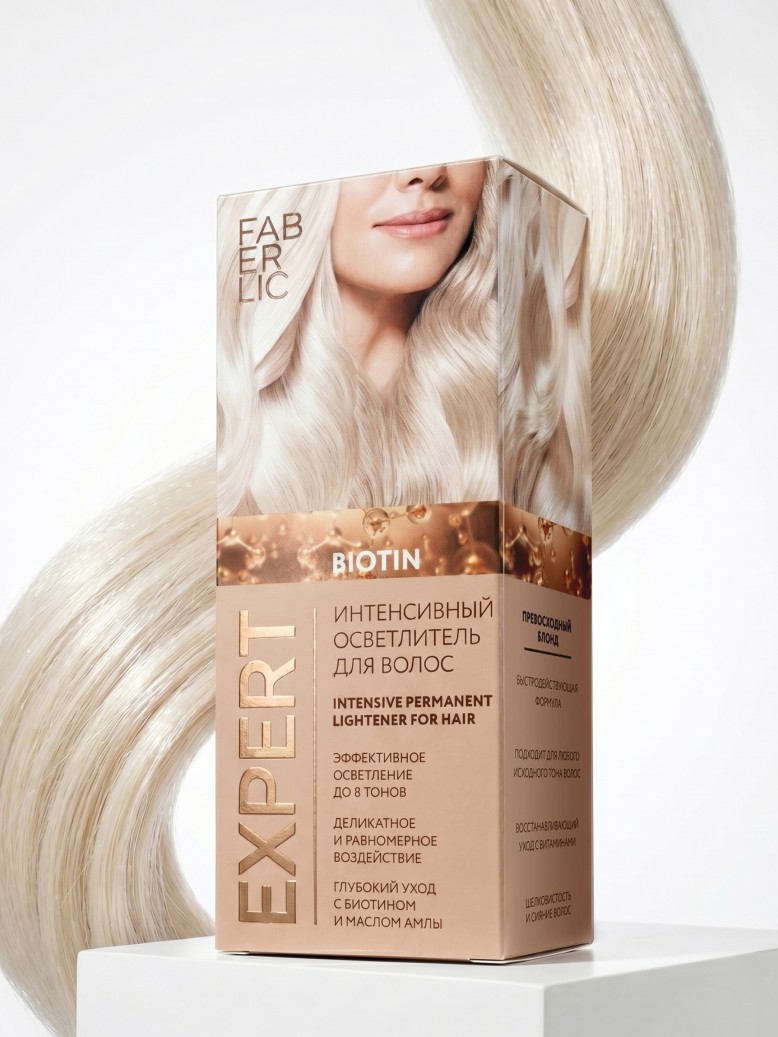 FAB
ER
LIC
BIOTIN
EXPERT
ИНТЕНСИВНЫЙ
ОСВЕТЛИТЕЛЬ
ДЛЯ ВОЛОС
INTENSIVE PERMANENT
LIGHTENER FOR HAIR
ЭФФЕКТИВНОЕ
ОСВЕТЛЕНИЕ
ДО 8 ТОНОВ
ДЕЛИКАТНОЕ
И РАВНОМЕРНОЕ
ВОЗДЕЙСТВИЕ
ГЛУБОКИЙ УХОД
С БИОТИНОМ
И МАСЛОМ АМЛЫ
ПРЕВОСХОДНЫЙ
БЛОНД
БЫСТРОДЕЙСТВУЮЩАЯ
ФОРМУЛА
ПОДХОДИТ ДЛЯ ЛЮБОГО
ИСХОДНОГО ТОНА ВОЛОС
ВОССТАНАВЛИВАЮЩИЙ
УХОД С ВИТАМИНАМИ
ШЕЛКОВИСТОСТЬ
И СИЯНИЕ ВОЛОС